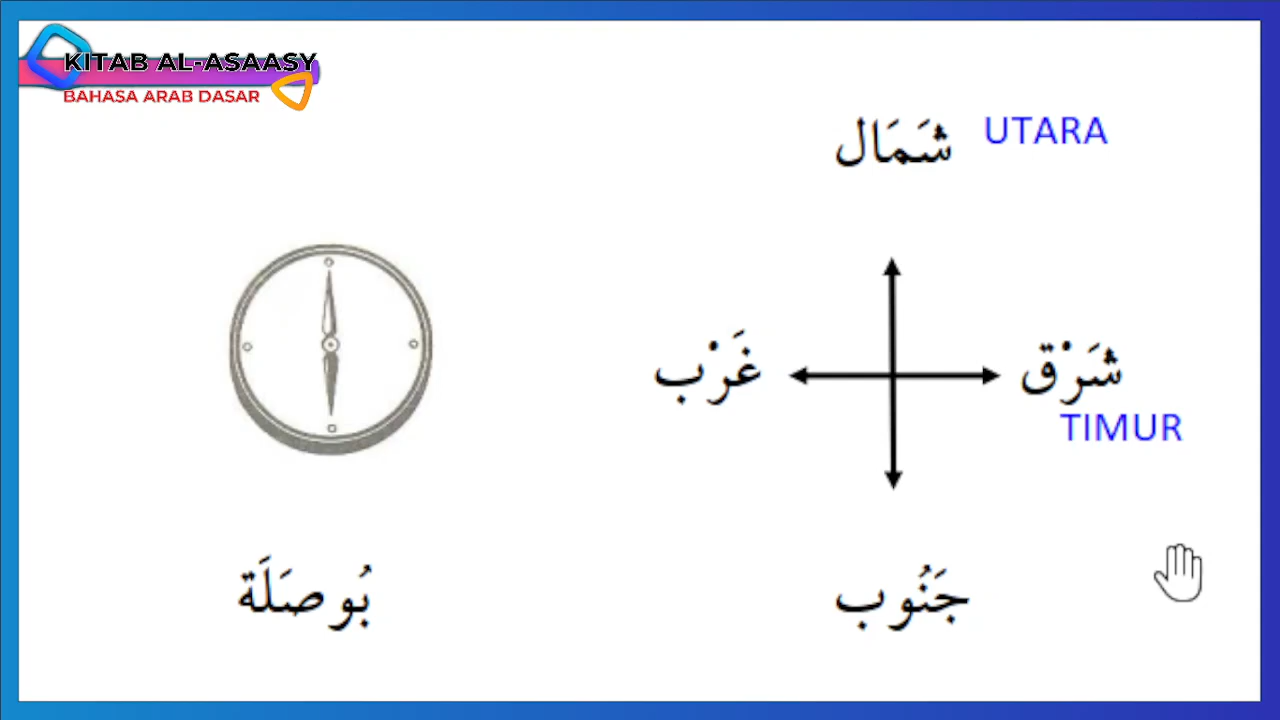 KITAB AL-ASAASY
BAHASA ARAB DASAR
شَمَال UTARA
غَرْب
شَرْق
TIMUR
بُوصَلَة
جَنُوب